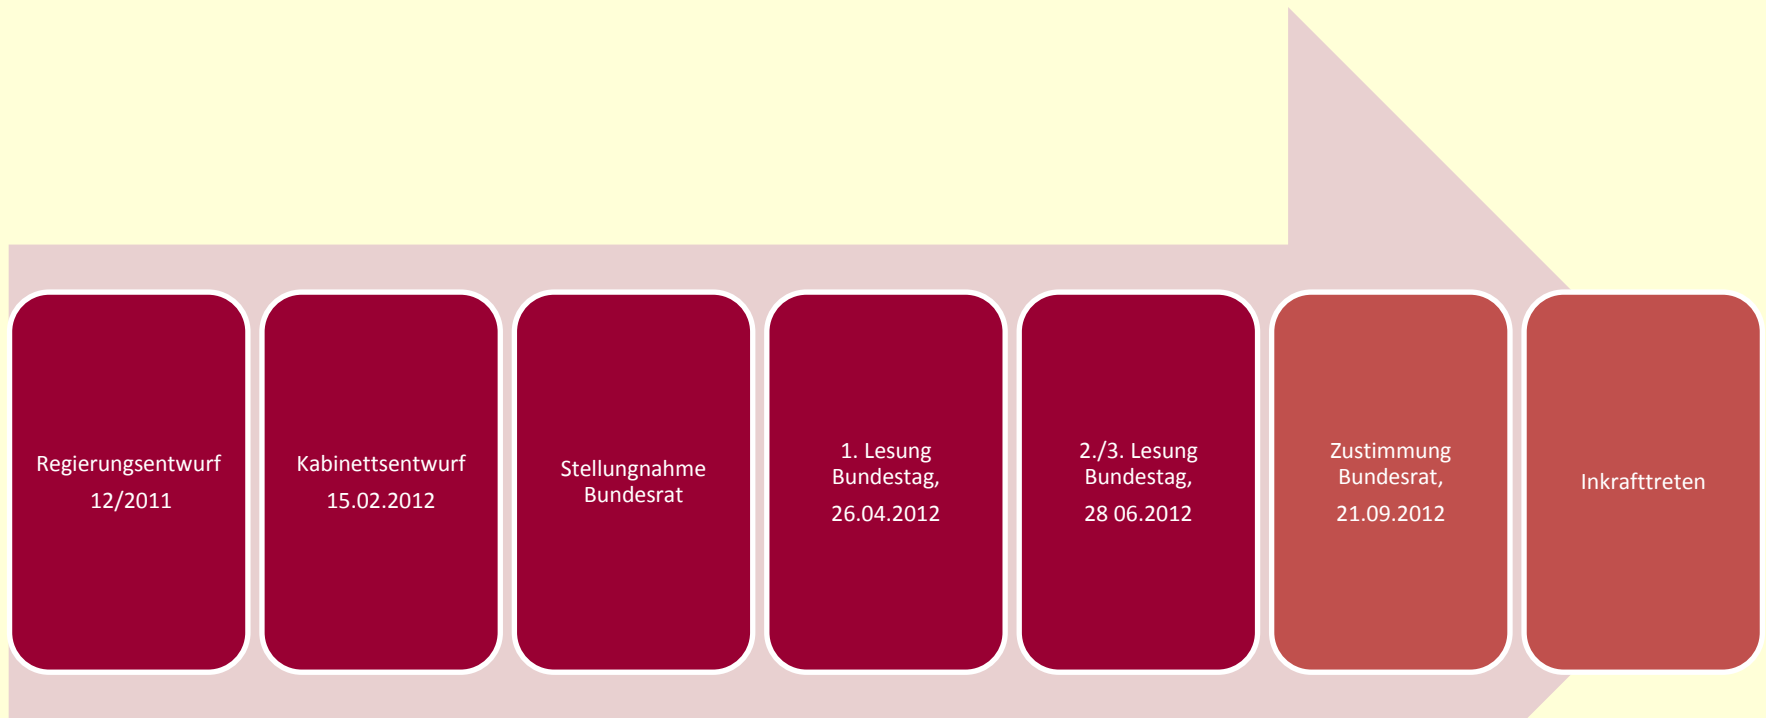 Regierungsentwurf
12/2011
Kabinettsentwurf
15.02.2012
Stellungnahme
Bundesrat
1. Lesung
Bundestag,
26.04.2012
2./3. Lesung
Bundestag,
28 06.2012
Zustimmung
Bundesrat,
21.09.2012
Inkrafttreten